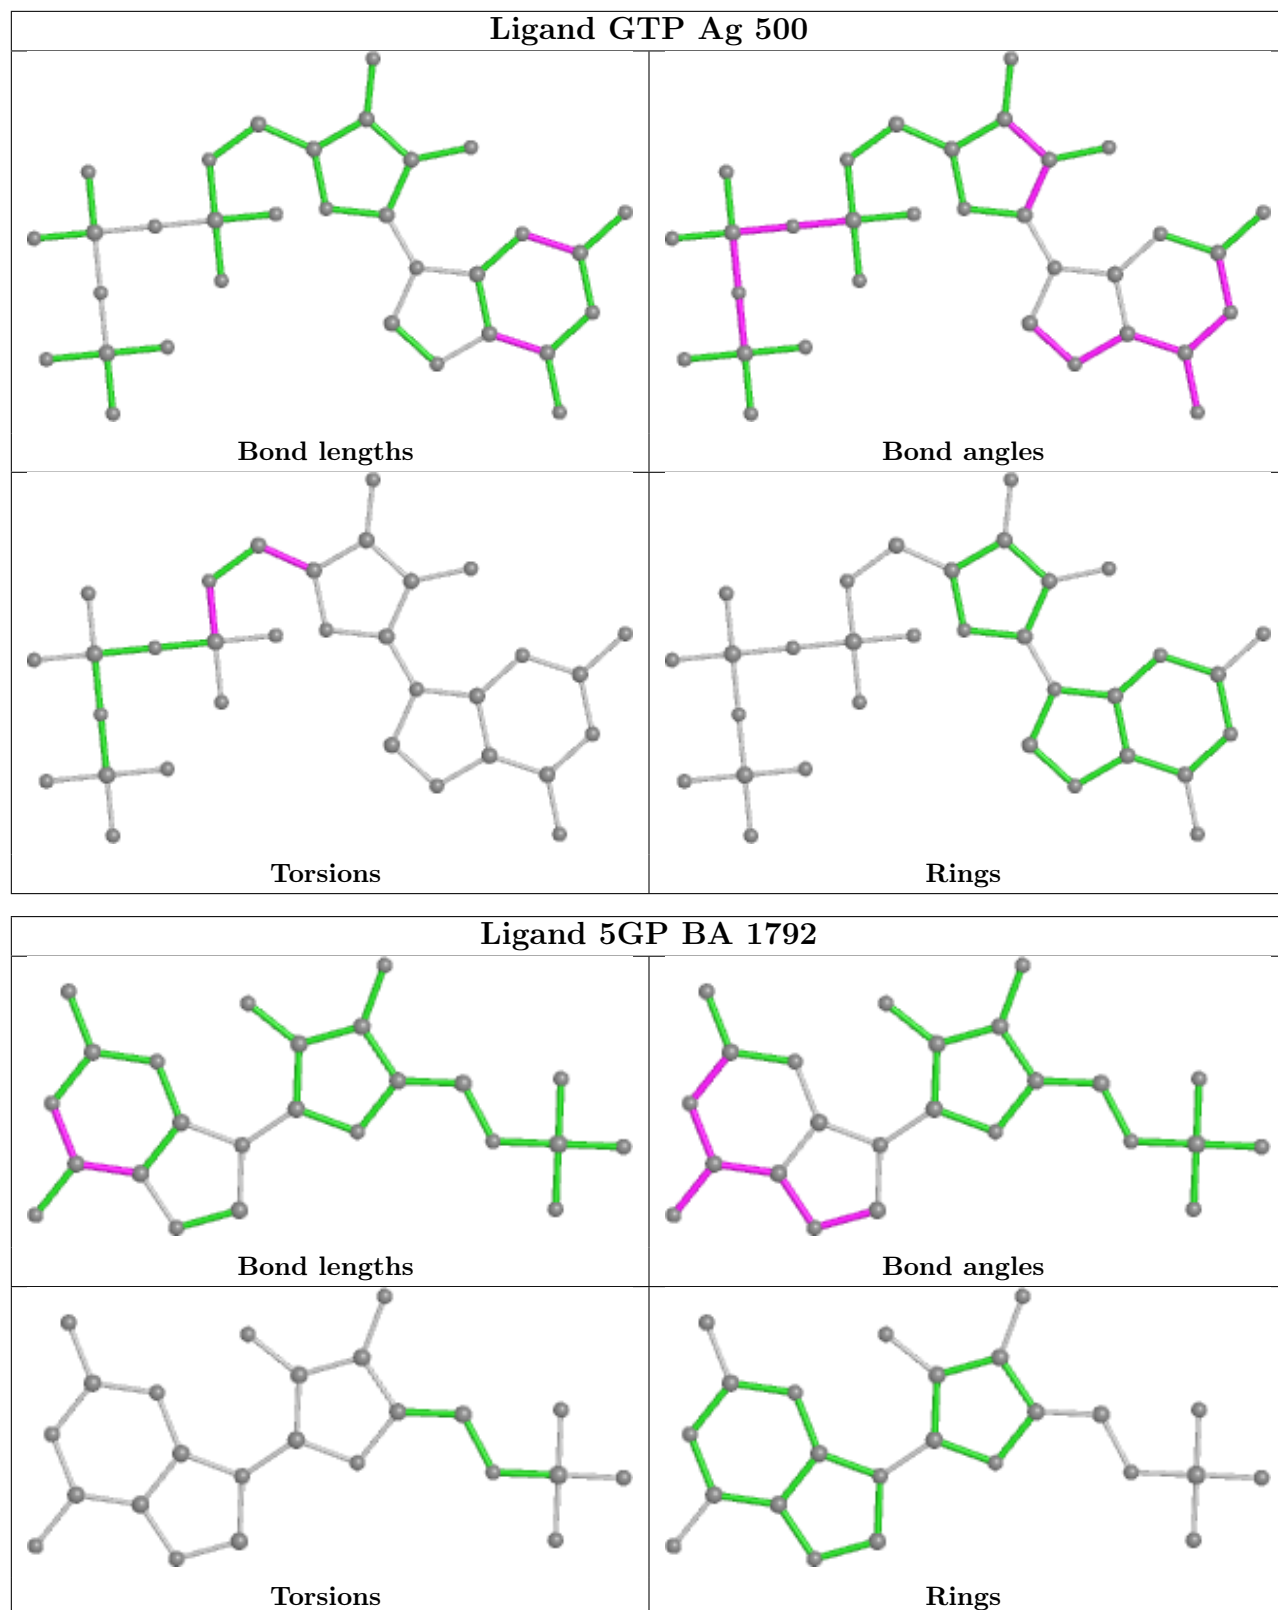 Ligand GTP Ag 500
Bond lengths
Bond angles
Torsions
Rings
Ligand 5GP BA 1792
Bond lengths
Bond angles
Torsions
Rings